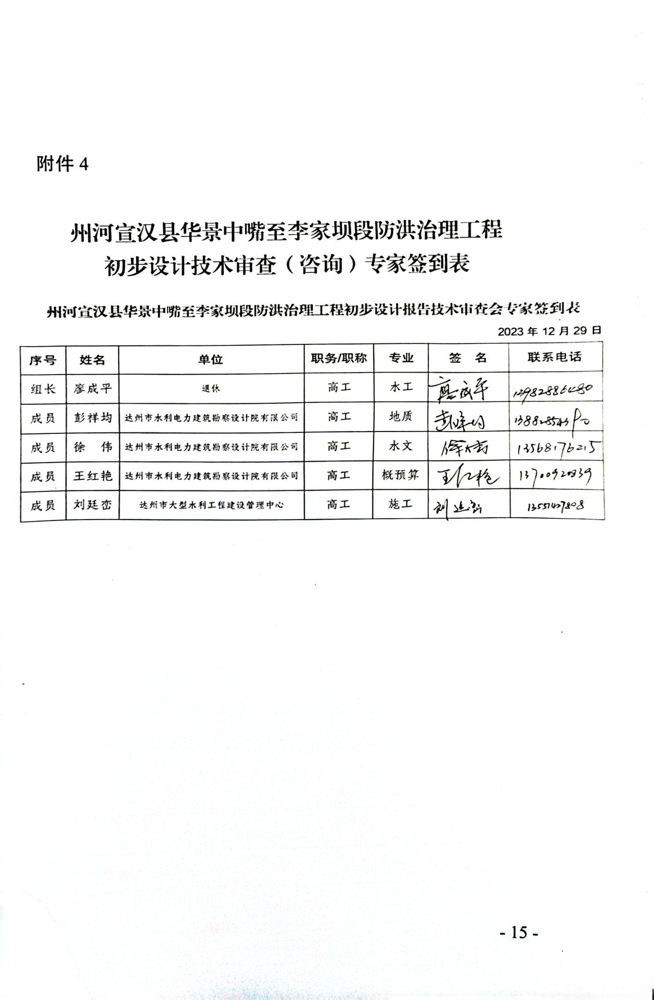 附件 4
州河宣汉县华景中嘴至李家坝段防洪治理工程
初步设计技术审查（咨询）专家签到表
州河宣汉县华景中嘴至李家坝段防洪治理工程初步设计报告技术审查会专家签到表
2023 年 12 月 29 日
序号 姓名 单位 职务/职称 专业 签 名 联系电话
组长 廖成平 退休 高工 水工 廖成平
成员 彭祥均 达州市水利电力建筑勘察设计院有限公司 高工 地质 彭祥均
成员 徐 伟 达州市水利电力建筑勘察设计院有限公司 高工 水文 13568176215
成员 王红艳 达州市水利电力建筑勘察设计院有限公司 高工 概预算 王红艳 13700920839
成员 刘廷峦 达州市大型水利工程建设管理中心 高工 施工 刘廷峦 13551427808
- 15 -